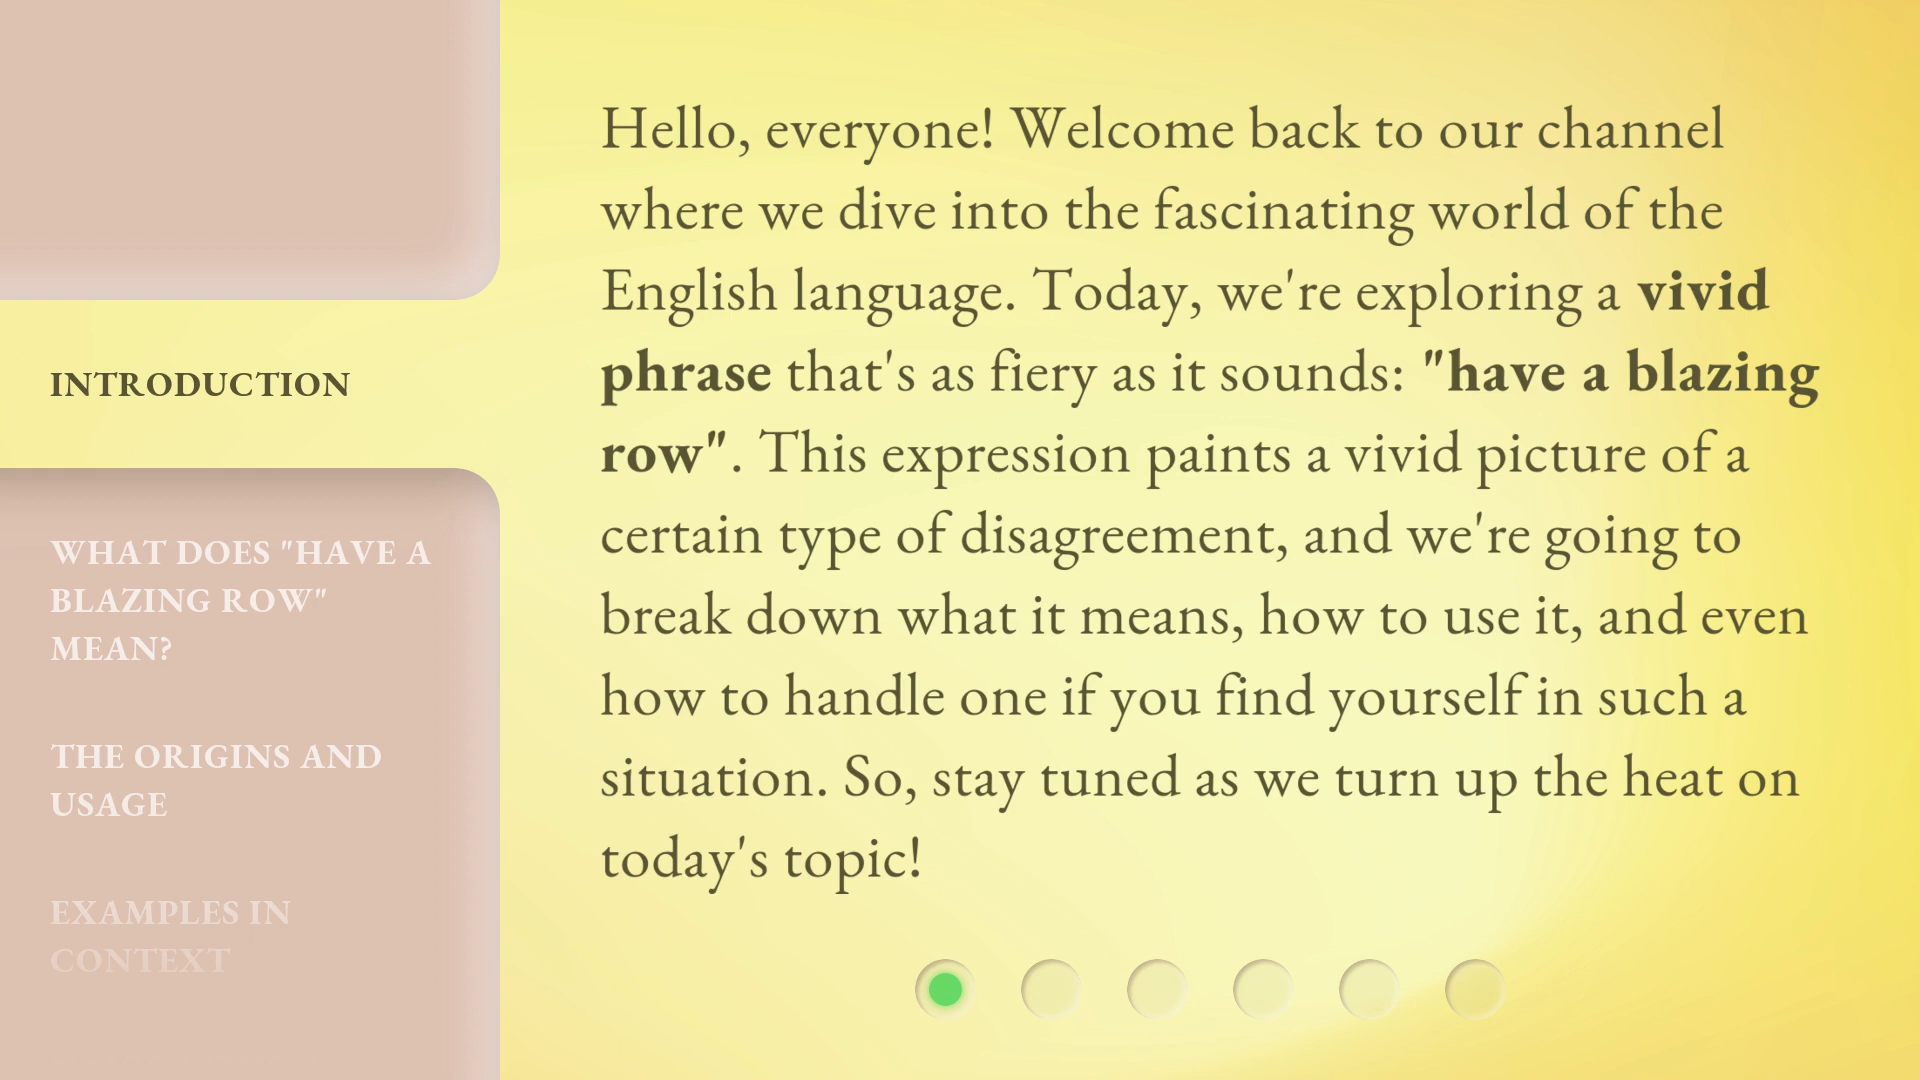 INTRODUCTION
WHAT DOES "HAVE A
BLAZING ROW"
MEAN?
THE ORIGINS AND
USAGE
EXAMPLES IN
CONTEXT
Hello, everyone! Welcome back to our channel
where we dive into the fascinating world of the
English language. Today, we're exploring a vivid
phrase that's as fiery as it sounds: "have a blazing
row". This expression paints a vivid picture of a
certain type of disagreement, and we're going to
break down what it means, how to use it, and even
how to handle one if you find yourself in such a
situation. So, stay tuned as we turn up the heat on
today's topic!